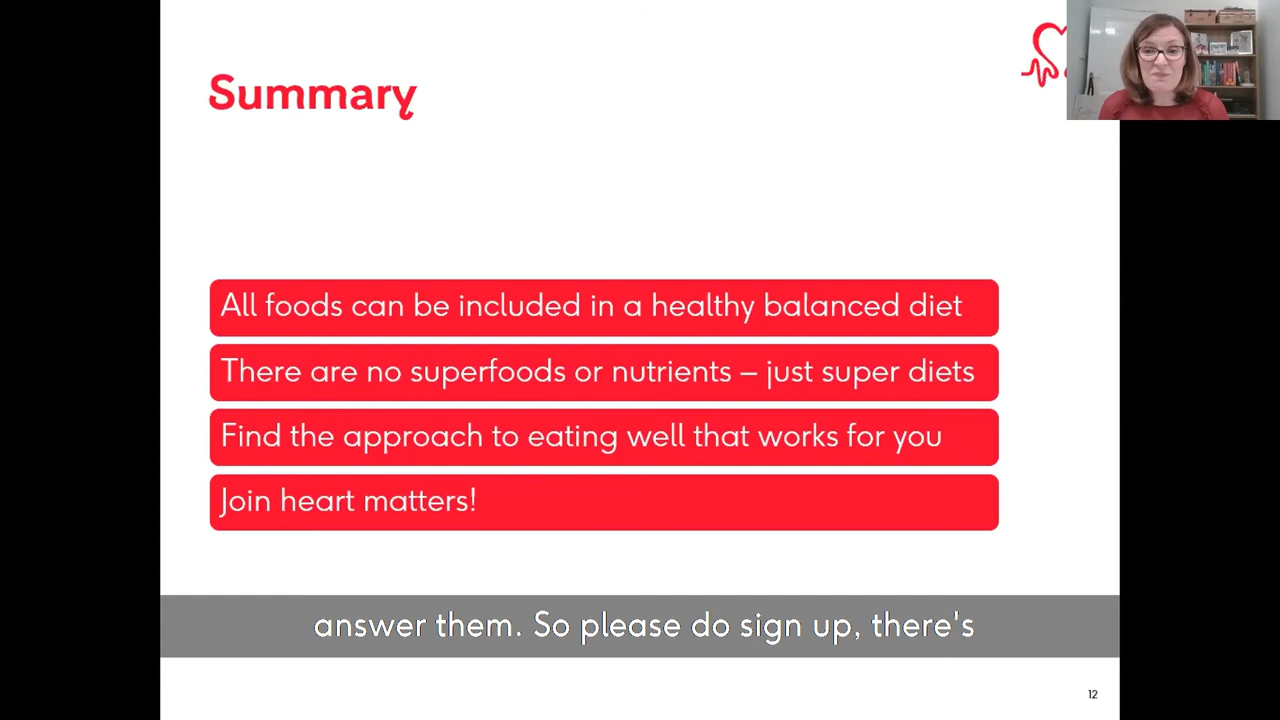 Summary
All foods can be included in a healthy balanced diet
There are no superfoods or nutrients – just super diets
Find the approach to eating well that works for you
Join heart matters!
answer them. So please do sign up, there's
12